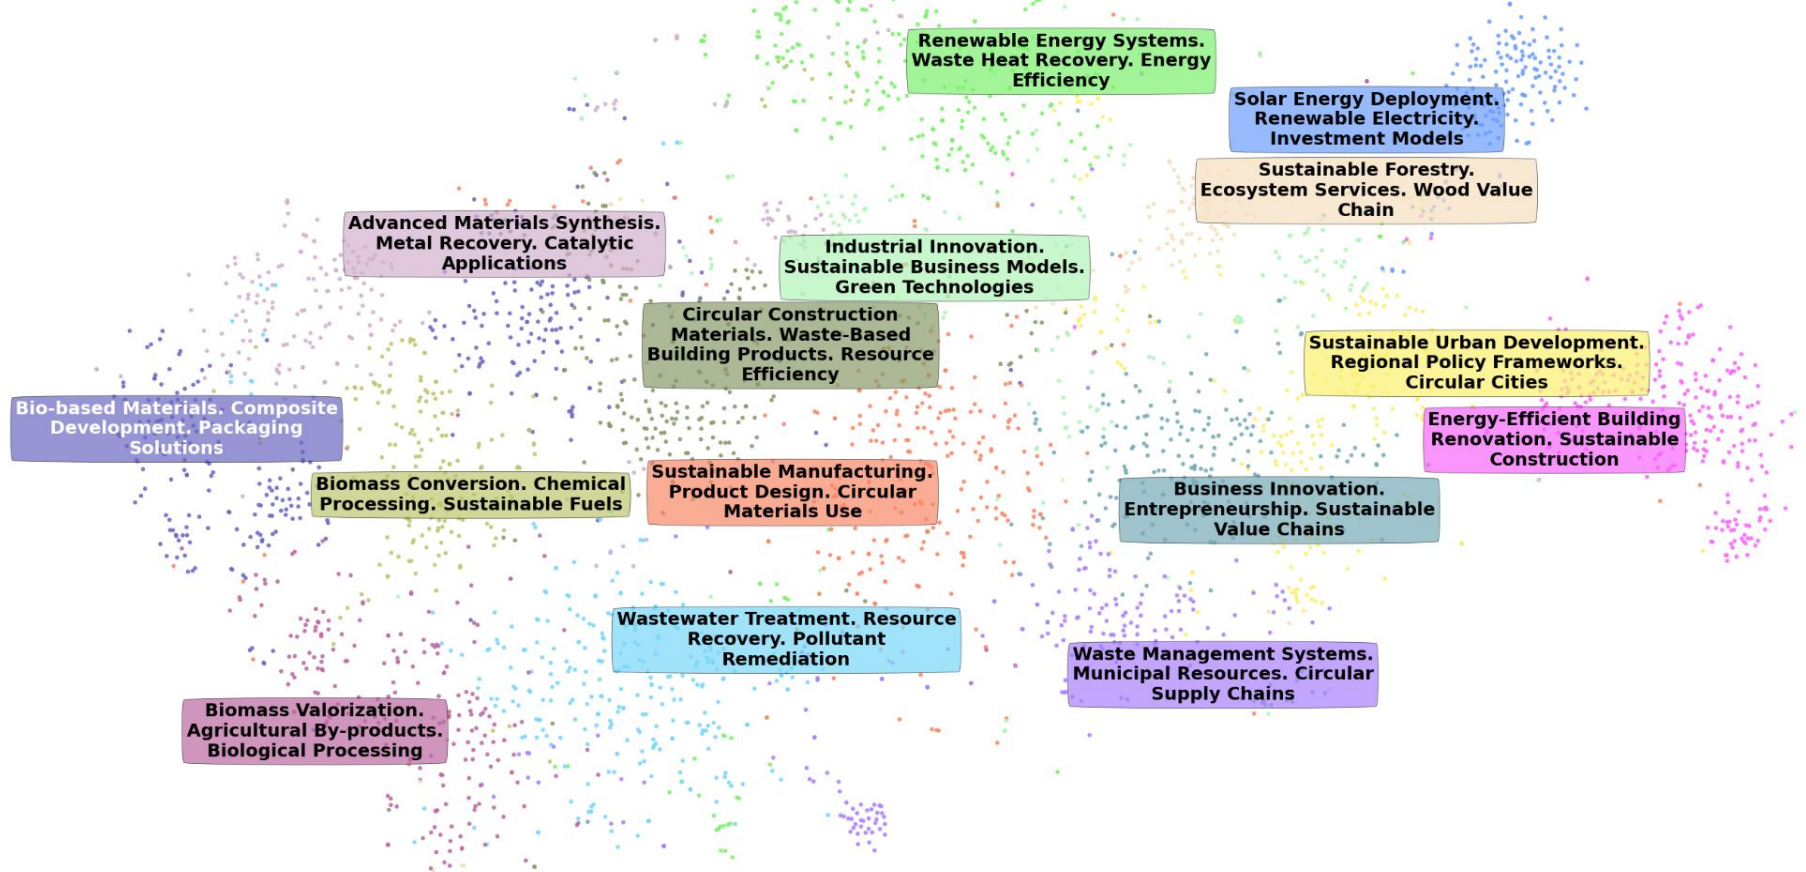 Renewable Energy Systems.
Waste Heat Recovery. Energy
Efficiency
Solar Energy Deployment.
Renewable Electricity.
Investment Models
Sustainable Forestry.
Ecosystem Services. Wood Value
Chain
Advanced Materials Synthesis.
Metal Recovery. Catalytic
Applications
Industrial Innovation.
Sustainable Business Models.
Green Technologies
Circular Construction
Materials. Waste-Based
Building Products. Resource
Efficiency
Sustainable Urban Development.
Regional Policy Frameworks.
Circular Cities
Bio-based Materials. Composite
Development. Packaging
Solutions
Energy-Efficient Building
Renovation. Sustainable
Construction
Biomass Conversion. Chemical
Processing. Sustainable Fuels
Sustainable Manufacturing.
Product Design. Circular
Materials Use
Business Innovation.
Entrepreneurship. Sustainable
Value Chains
Wastewater Treatment. Resource
Recovery. Pollutant
Remediation
Waste Management Systems.
Municipal Resources. Circular
Supply Chains
Biomass Valorization.
Agricultural By-products.
Biological Processing